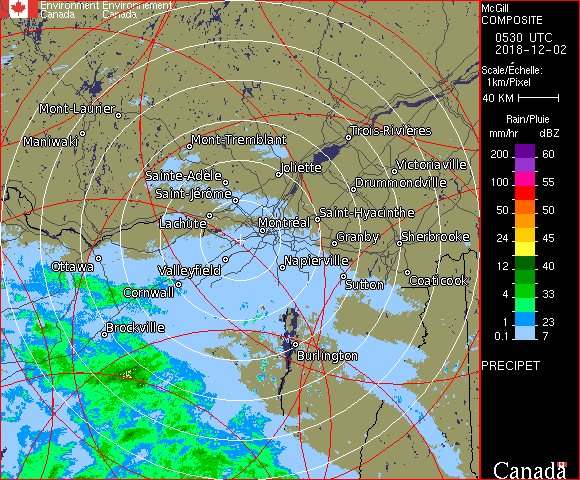 Environment Environnement
Canada Canada
McGill
COMPOSITE
0530 UTC
2018-12-02
Scale/Échelle:
1km/Pixel
40 KM
Rain/Pluie
mm/hr dBZ
200 60
150 57
100 55
50 50
24 45
12 40
4 33
1 23
0.1 7
PRECIPET
Canada
Mont-Laurier
Maniwaki
Mont-Tremblant
Trois-Rivières
Sainte-Adèle
Joliette
Victoriaville
Saint-Jérôme
Drummondville
Lachute
Montréal
Saint-Hyacinthe
Granby
Sherbrooke
Ottawa
Valleyfield
Napierville
Cornwall
Sutton
Coaticook
Brockville
Burlington